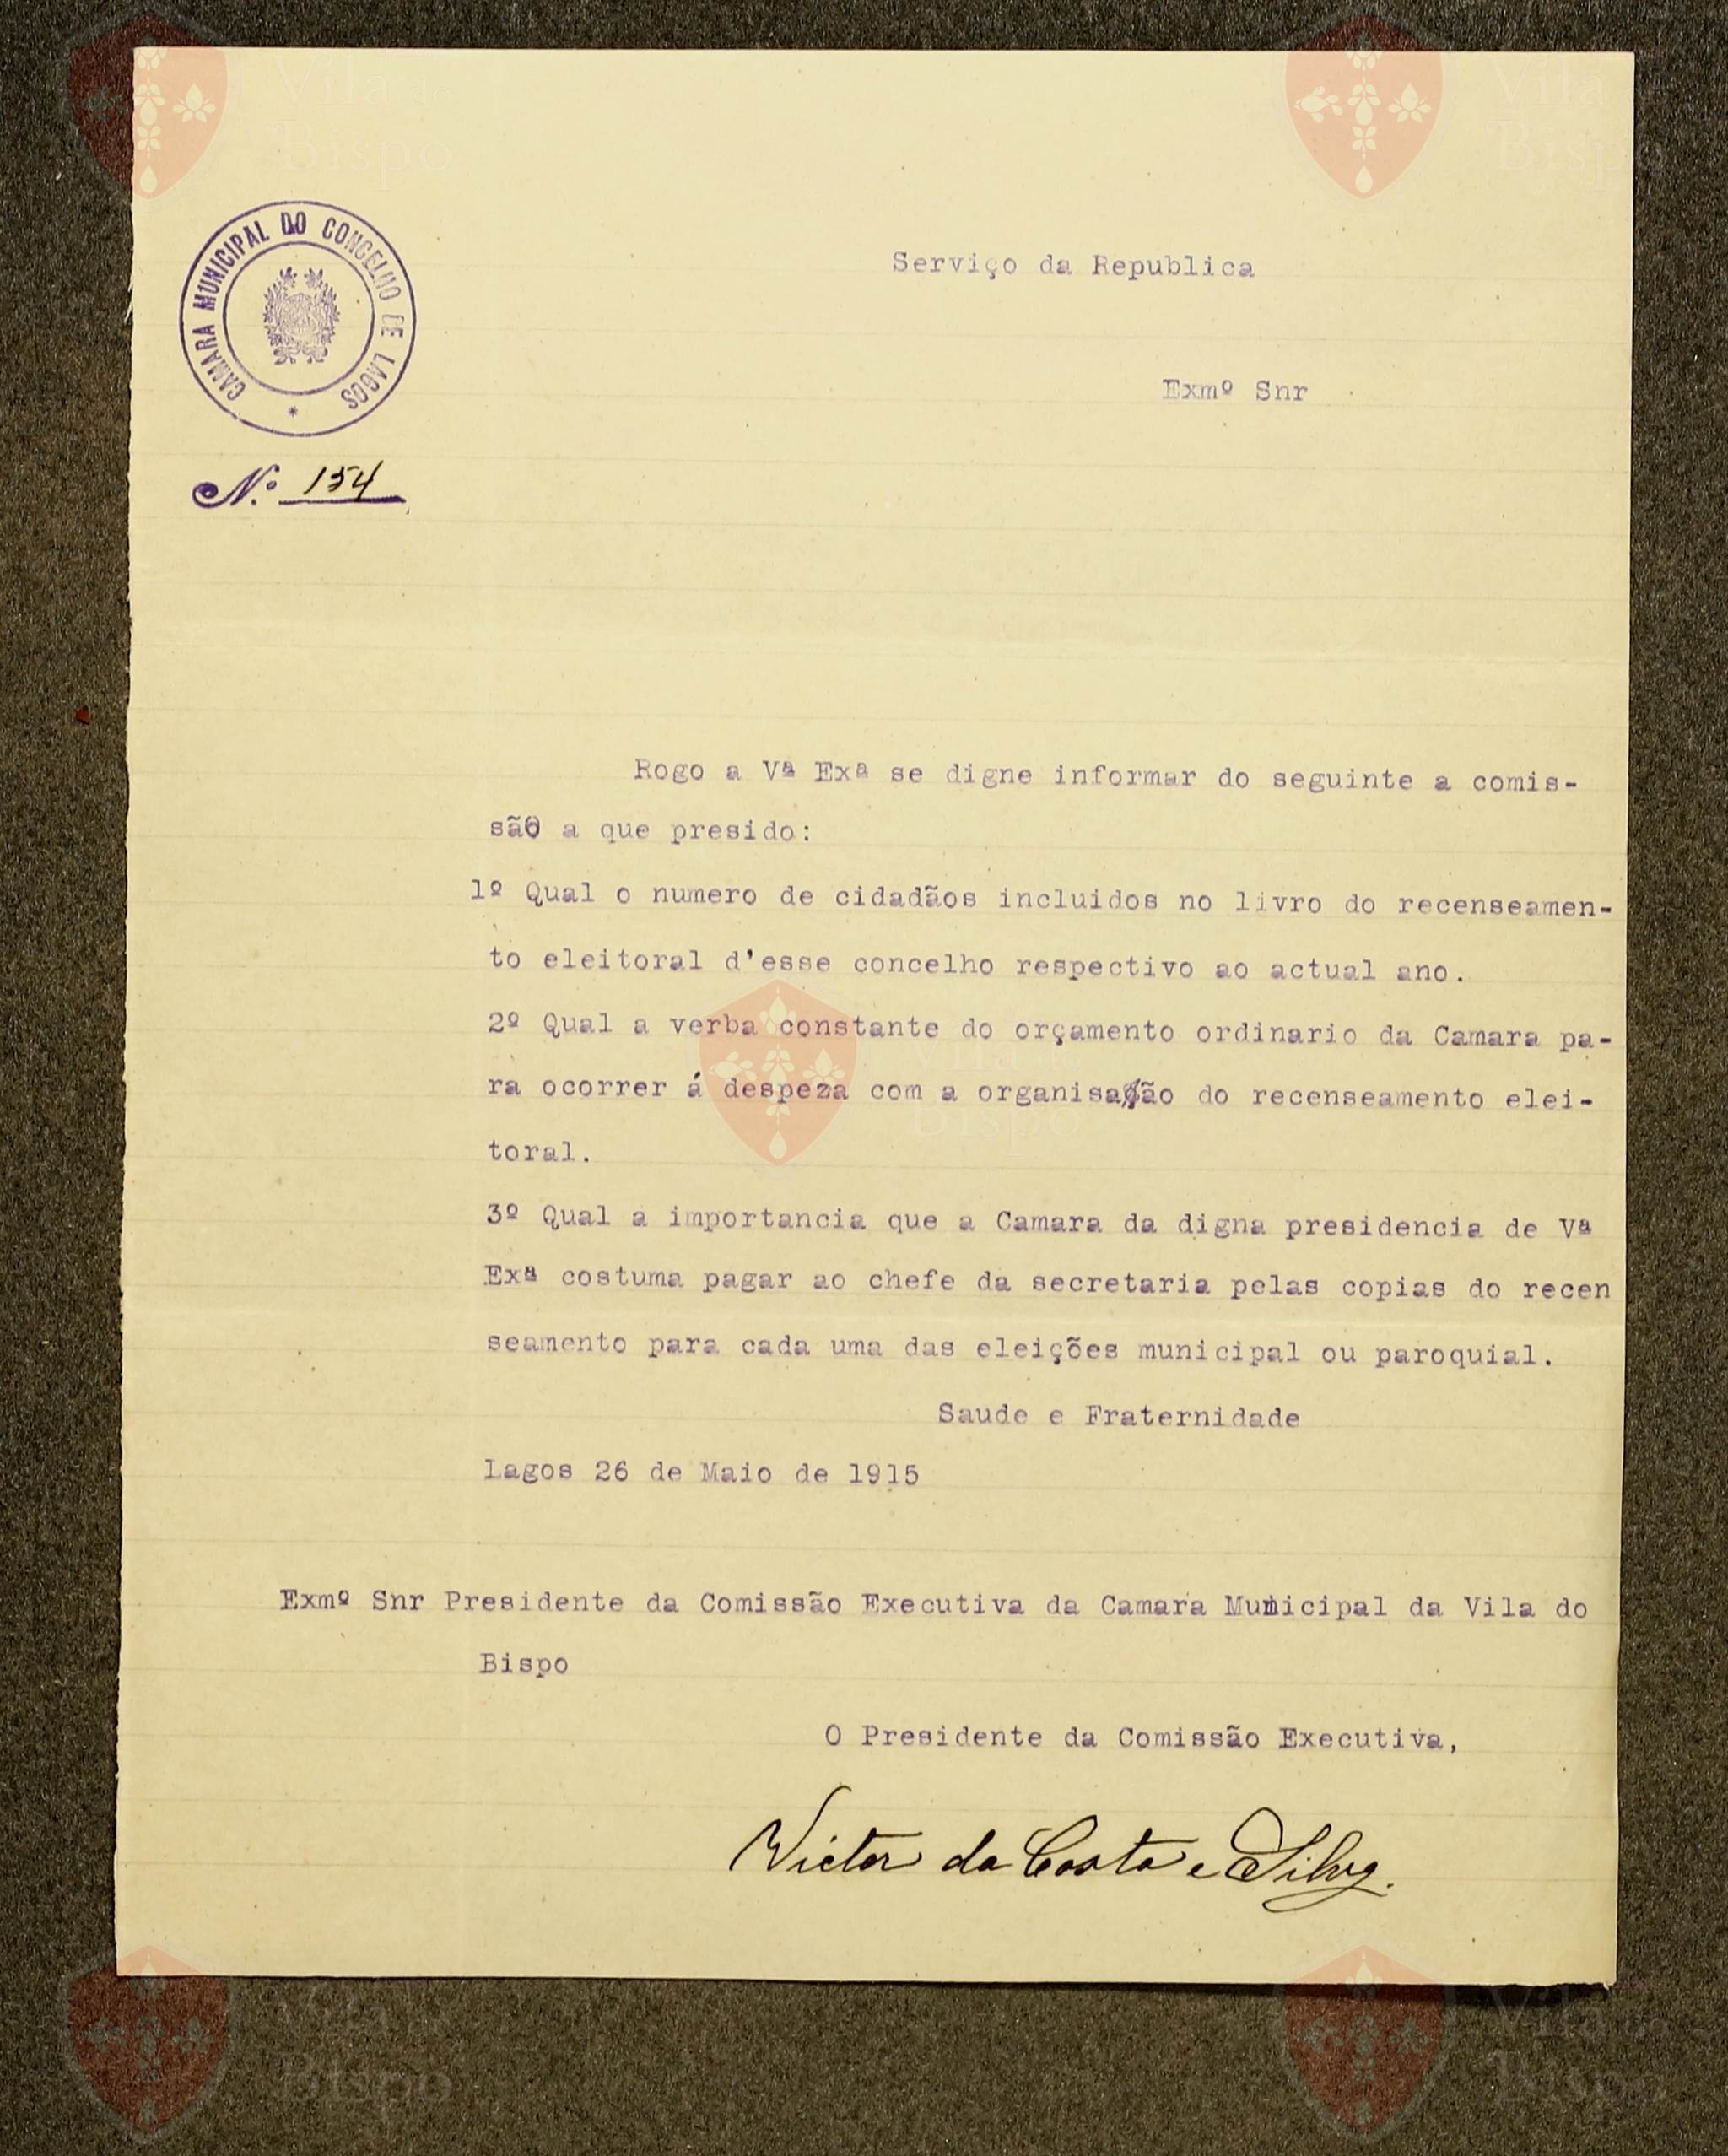 CAMARA MUNICIPAL DO CONCELHO DE LAGOS
Serviço da Republica
Exmº Snr
N.º 154
Rogo a Vª Exª se digne informar do seguinte a comis-
são a que presido:
1º Qual o numero de cidadãos incluidos no livro do recenseamen-
to eleitoral d'esse concelho respectivo ao actual ano.
2º Qual a verba constante do orçamento ordinario da Camara pa-
ra ocorrer á despeza com a organisação do recenseamento elei-
toral.
3º Qual a importancia que a Camara da digna presidencia de Vª
Exª costuma pagar ao chefe da secretaria pelas copias do recen
seamento para cada uma das eleições municipal ou paroquial.
Saude e Fraternidade
Lagos 26 de Maio de 1915
Exmº Snr Presidente da Comissão Executiva da Camara Municipal da Vila do
Bispo
O Presidente da Comissão Executiva,
Victor da Costa e Silva.
Vila do
Bispo